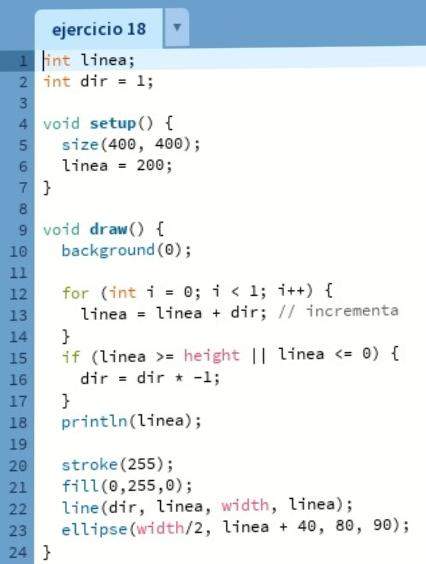 ejercicio 18
1 int linea;
2 int dir = 1;
3
4 void setup() {
5   size(400, 400);
6   linea = 200;
7 }
8
9 void draw() {
10   background(0);
11
12   for (int i = 0; i < 1; i++) {
13     linea = linea + dir; // incrementa
14   }
15   if (linea >= height || linea <= 0) {
16     dir = dir * -1;
17   }
18   println(linea);
19
20   stroke(255);
21   fill(0,255,0);
22   line(dir, linea, width, linea);
23   ellipse(width/2, linea + 40, 80, 90);
24 }